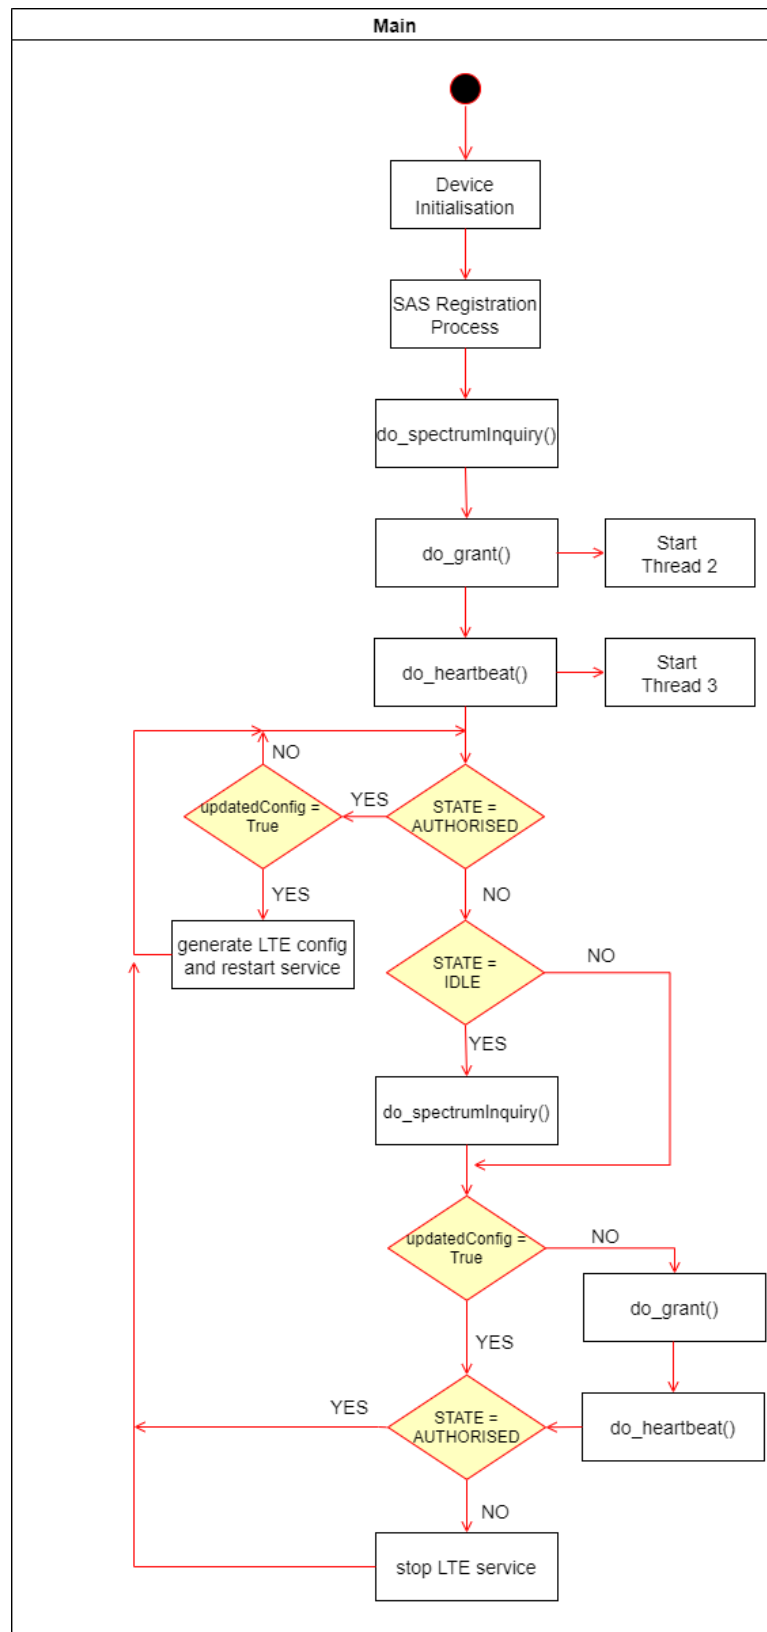 Main
Device
Initialisation
SAS Registration
Process
do_spectrumInquiry()
do_grant()
Start
Thread 2
do_heartbeat()
Start
Thread 3
NO
updatedConfig =
True
YES
STATE =
AUTHORISED
YES
NO
generate LTE config
and restart service
STATE =
IDLE
NO
YES
do_spectrumInquiry()
updatedConfig =
True
NO
do_grant()
YES
YES
STATE =
AUTHORISED
do_heartbeat()
NO
stop LTE service